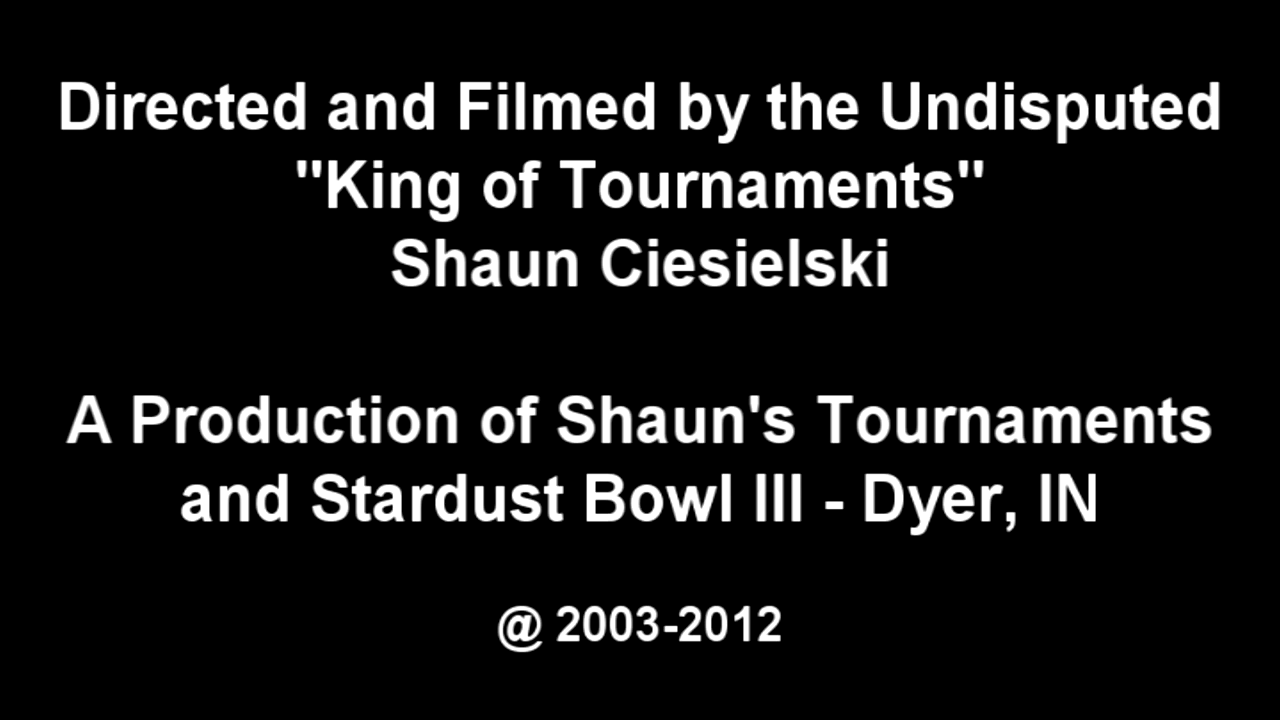 Directed and Filmed by the Undisputed
"King of Tournaments"
Shaun Ciesielski
A Production of Shaun's Tournaments
and Stardust Bowl III - Dyer, IN
@ 2003-2012